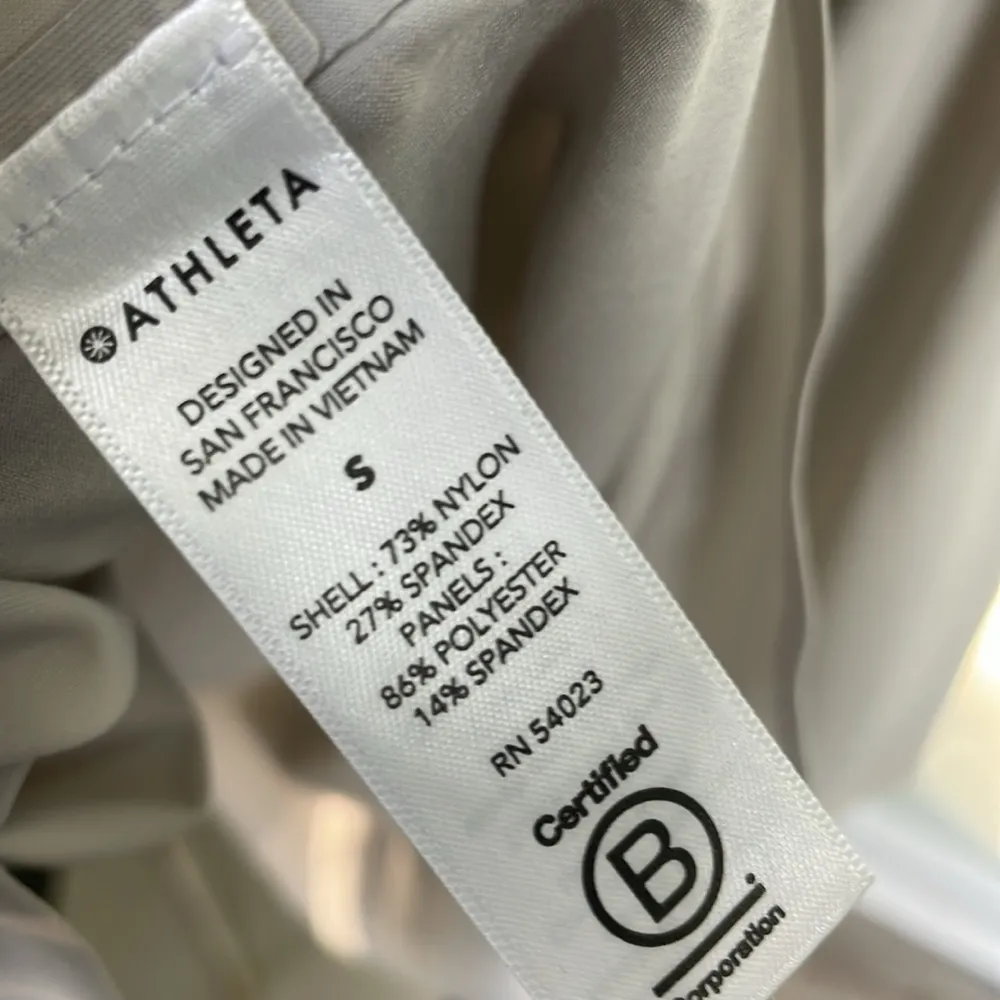 ATHLETA
DESIGNED IN
SAN FRANCISCO
MADE IN VIETNAM
S
SHELL : 73% NYLON
27% SPANDEX
PANELS :
86% POLYESTER
14% SPANDEX
RN 54023
Certified
B
Corporation